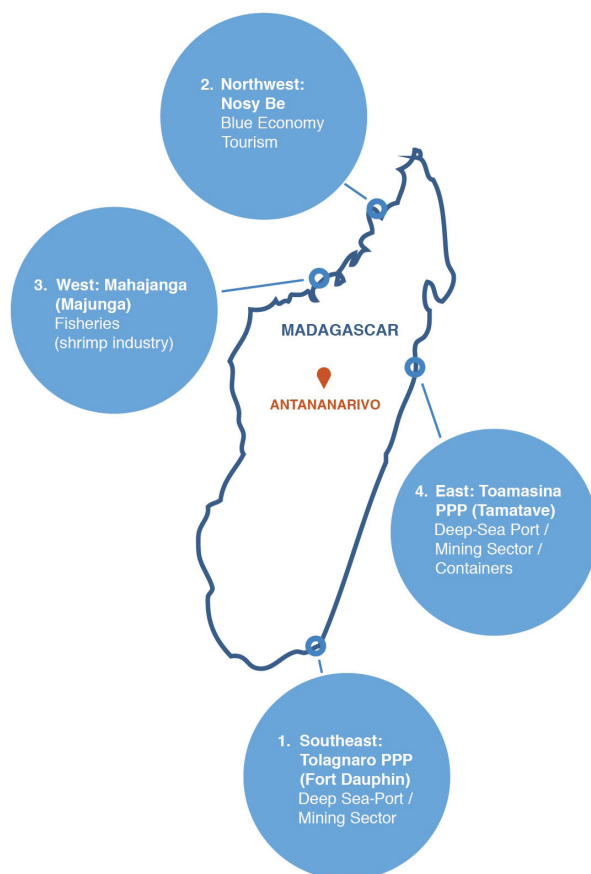 2. Northwest:
Nosy Be
Blue Economy
Tourism
3. West: Mahajanga
(Majunga)
Fisheries
(shrimp industry)
MADAGASCAR
ANTANANARIVO
4. East: Toamasina
PPP (Tamatave)
Deep-Sea Port /
Mining Sector /
Containers
1. Southeast:
Tolagnaro PPP
(Fort Dauphin)
Deep Sea-Port /
Mining Sector